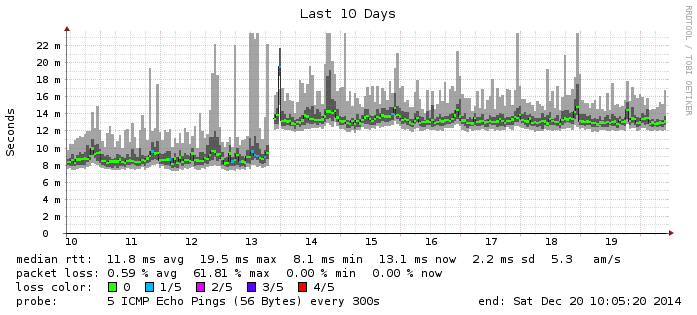 Last 10 Days
RRDTOOL / TOBI OETIKER
Seconds
22 m
20 m
18 m
16 m
14 m
12 m
10 m
8 m
6 m
4 m
2 m
0
10 11 12 13 14 15 16 17 18 19
median rtt: 11.8 ms avg 19.5 ms max 8.1 ms min 13.1 ms now 2.2 ms sd 5.3 am/s
packet loss: 0.59 % avg 61.81 % max 0.00 % min 0.00 % now
loss color: 0 1/5 2/5 3/5 4/5
probe: 5 ICMP Echo Pings (56 Bytes) every 300s end: Sat Dec 20 10:05:20 2014